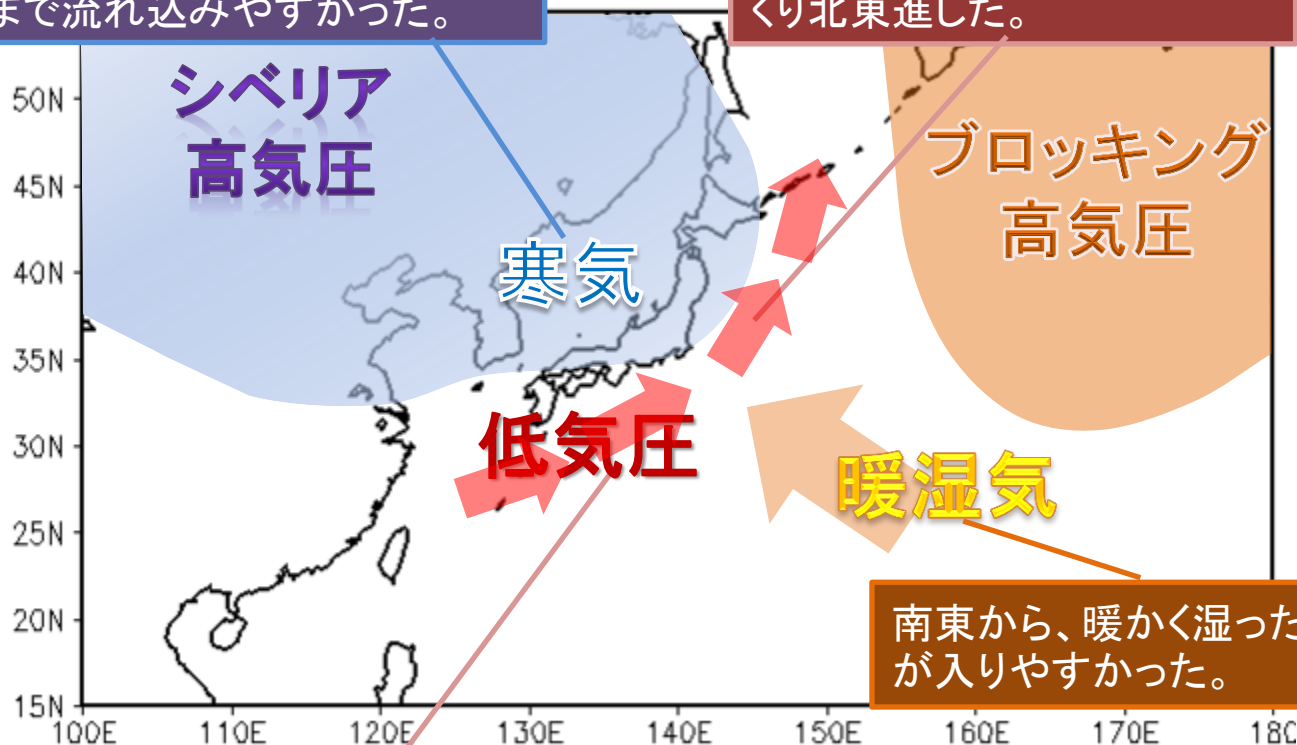 まで流れ込みやすかった。
くり北東進した。
シベリア
高気圧
ブロッキング
高気圧
寒気
低気圧
暖湿気
南東から、暖かく湿った
が入りやすかった。
50N
45N
40N
35N
30N
25N
20N
15N
100E 110E 120E 130E 140E 150E 160E 170E 180